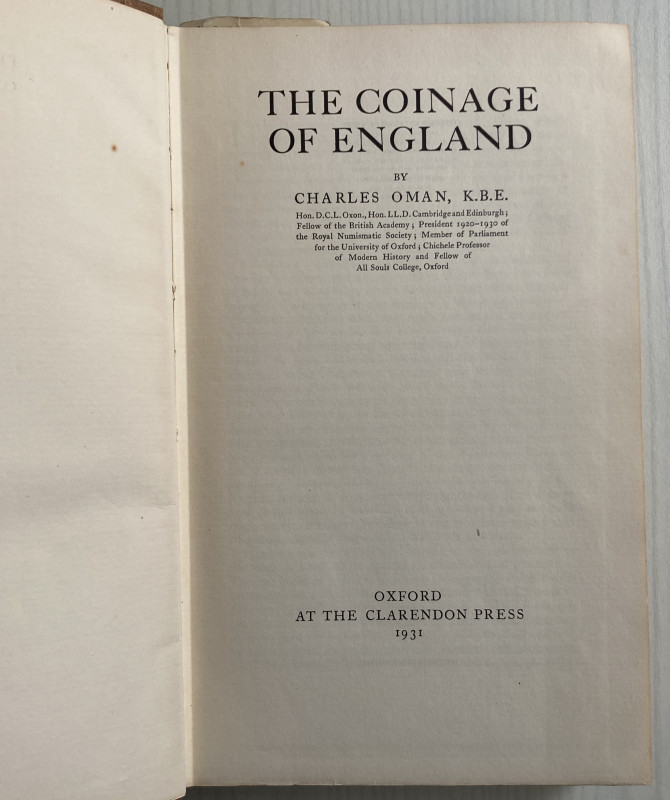 THE COINAGE
OF ENGLAND
BY
CHARLES OMAN, K.B.E.
Hon. D.C.L. Oxon., Hon. LL.D. Cambridge and Edinburgh;
Fellow of the British Academy; President 1920–1930 of
the Royal Numismatic Society; Member of Parliament
for the University of Oxford; Chichele Professor
of Modern History and Fellow of
All Souls College, Oxford
OXFORD
AT THE CLARENDON PRESS
1931